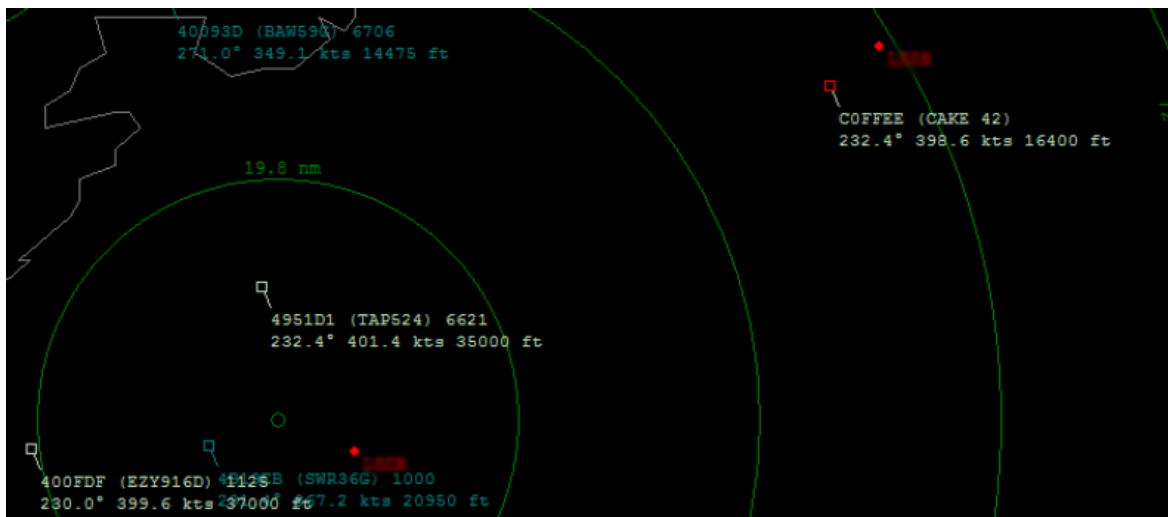 40093D (BAW59G) 6706
271.0° 349.1 kts 14475 ft
C0FFEE (CAKE 42)
232.4° 398.6 kts 16400 ft
19.8 nm
4951D1 (TAP524) 6621
232.4° 401.4 kts 35000 ft
400FDF (EZY916D) 1125
230.0° 399.6 kts 37000 ft
(SWR36G) 1000
20950 ft